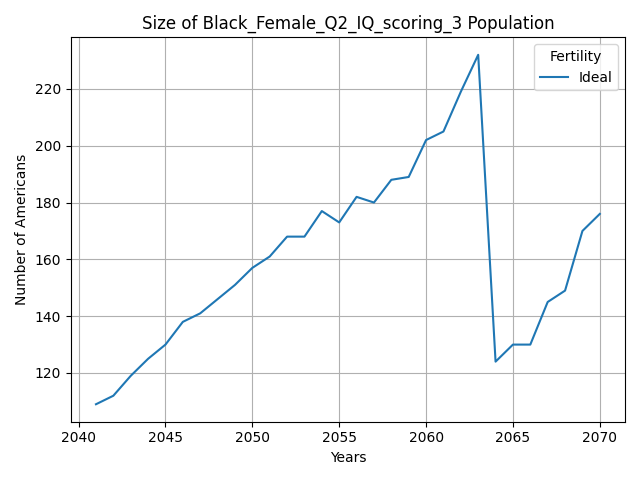 Size of Black_Female_Q2_IQ_scoring_3 Population
Fertility
Ideal
Number of Americans
220
200
180
160
140
120
2040
2045
2050
2055
2060
2065
2070
Years